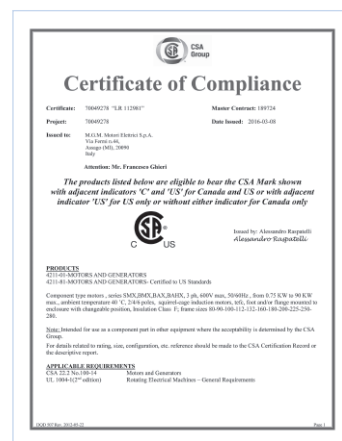 CSA
Group
Certificate of Compliance
Certificate: 70049278 "LR 112981" Master Contract: 189724
Project: 70049278 Date Issued: 2016-03-08
Issued to: M.G.M. Motori Elettrici S.p.A.
Via Fermi n.44,
Assago (MI), 20090
Italy
Attention: Mr. Francesco Ghieri
The products listed below are eligible to bear the CSA Mark shown
with adjacent indicators 'C' and 'US' for Canada and US or with adjacent
indicator 'US' for US only or without either indicator for Canada only
C US
Issued by: Alessandro Raspatelli
Alessandro Raspatelli
PRODUCTS
4211-01-MOTORS AND GENERATORS
4211-81-MOTORS AND GENERATORS- Certified to US Standards
Component type motors, series SMX,BMX,BAX,BAHX, 3 ph, 600V max, 50/60Hz, from 0.75 KW to 90 KW
max., ambient temperature 40 °C, 2/4/6 poles, squirrel-cage induction motors, tefc, foot and/or flange mounted to
enclosure with changeable position, Insulation Class F; frame sizes 80-90-100-112-132-160-180-200-225-250-
280.
Note: Intended for use as a component part in other equipment where the acceptability is determined by the CSA
Group.
For details related to rating, size, configuration, etc. reference should be made to the CSA Certification Record or
the descriptive report.
APPLICABLE REQUIREMENTS
CSA 22.2 No.100-14 Motors and Generators
UL 1004-1(2nd edition) Rotating Electrical Machines – General Requirements
DQD 507 Rev. 2012-05-22 Page 1